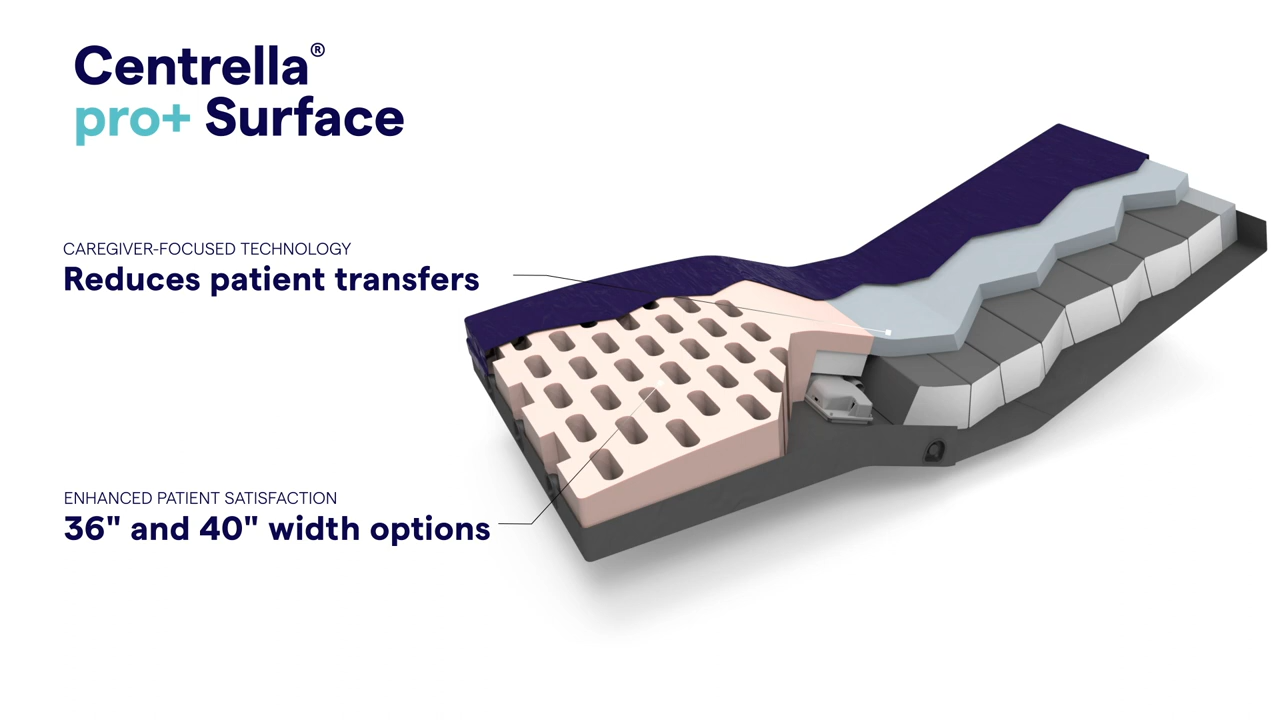 Centrella®
pro+ Surface
CAREGIVER-FOCUSED TECHNOLOGY
Reduces patient transfers
ENHANCED PATIENT SATISFACTION
36" and 40" width options